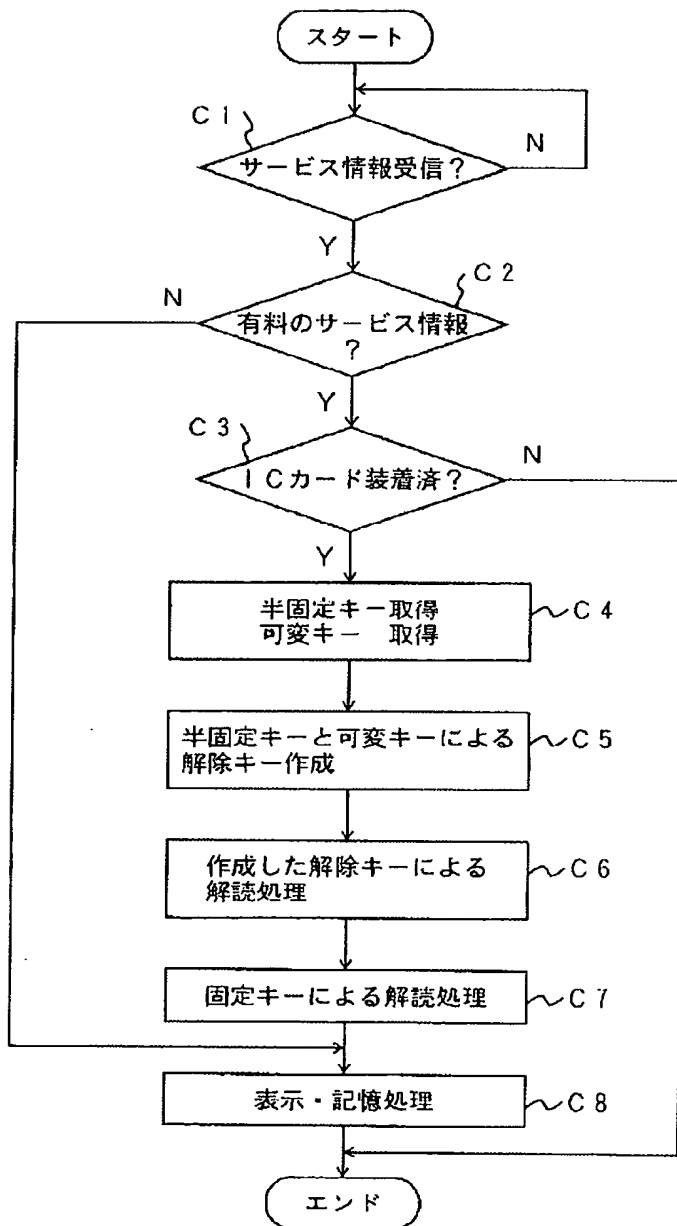 スタート
C1
サービス情報受信?
N
Y
C2
N
有料のサービス情報
?
Y
C3
N
ICカード装着済?
Y
半固定キー取得
可変キー 取得
C4
半固定キーと可変キーによる
解除キー作成
C5
作成した解除キーによる
解読処理
C6
固定キーによる解読処理
C7
表示・記憶処理
C8
エンド